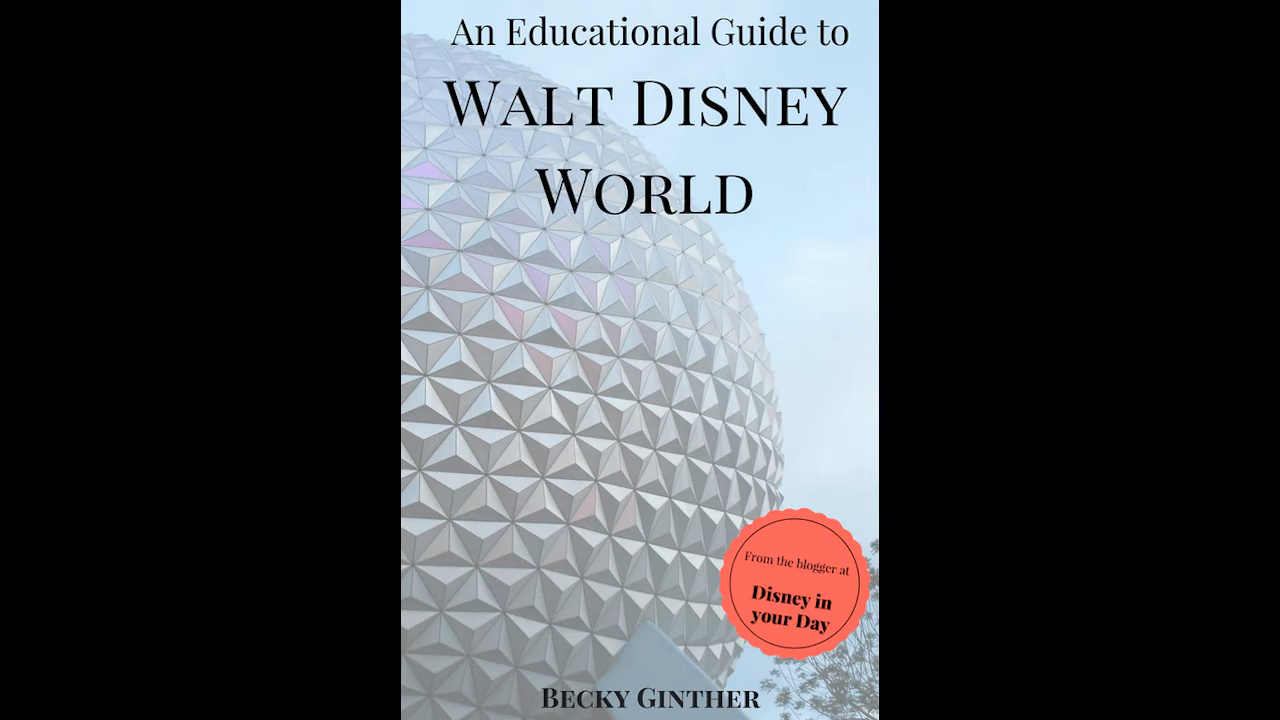 An Educational Guide to
WALT DISNEY
WORLD
From the blogger at
Disney in
your Day
BECKY GINTHER